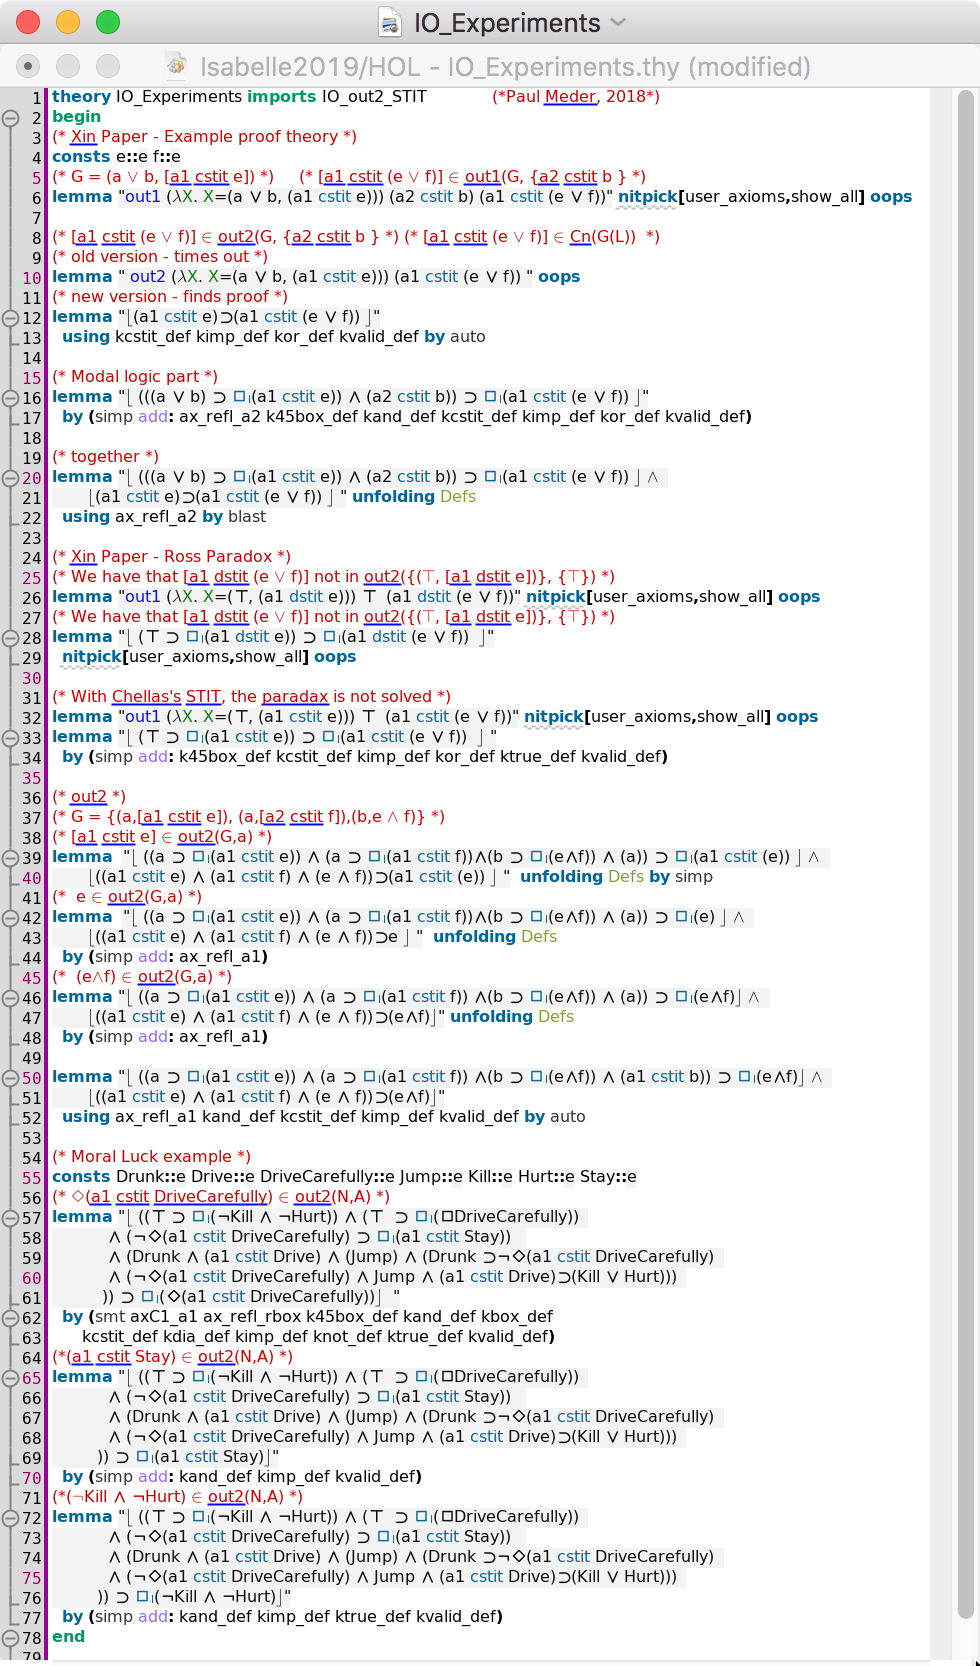 IO_Experiments
Isabelle2019/HOL - IO_Experiments.thy (modified)
1 theory IO_Experiments imports IO_out2_STIT (*Paul Meder, 2018*)
2 begin
3 (* Xin Paper - Example proof theory *)
4 consts e::e f::e
5 (* G = (a ∨ b, [a1 cstit e]) *) (* [a1 cstit (e ∨ f)] ∈ out1(G, {a2 cstit b } *)
6 lemma "out1 (λX. X=(a ∨ b, (a1 cstit e))) (a2 cstit b) (a1 cstit (e ∨ f))" nitpick[user_axioms,show_all] oops
7
8 (* [a1 cstit (e ∨ f)] ∈ out2(G, {a2 cstit b } *) (* [a1 cstit (e ∨ f)] ∈ Cn(G(L)) *)
9 (* old version - times out *)
10 lemma " out2 (λX. X=(a ∨ b, (a1 cstit e))) (a1 cstit (e ∨ f)) " oops
11 (* new version - finds proof *)
12 lemma "⌊(a1 cstit e)⊃(a1 cstit (e ∨ f)) ⌋"
13 using kcstit_def kimp_def kor_def kvalid_def by auto
14
15 (* Modal logic part *)
16 lemma "⌊ (((a ∨ b) ⊃ □ₗ(a1 cstit e)) ∧ (a2 cstit b)) ⊃ □ₗ(a1 cstit (e ∨ f)) ⌋"
17 by (simp add: ax_refl_a2 k45box_def kand_def kcstit_def kimp_def kor_def kvalid_def)
18
19 (* together *)
20 lemma "⌊ (((a ∨ b) ⊃ □ₗ(a1 cstit e)) ∧ (a2 cstit b)) ⊃ □ₗ(a1 cstit (e ∨ f)) ⌋ ∧
21 ⌊(a1 cstit e)⊃(a1 cstit (e ∨ f)) ⌋ " unfolding Defs
22 using ax_refl_a2 by blast
23
24 (* Xin Paper - Ross Paradox *)
25 (* We have that [a1 dstit (e ∨ f)] not in out2({(⊤, [a1 dstit e])}, {⊤}) *)
26 lemma "out1 (λX. X=(⊤, (a1 dstit e))) ⊤ (a1 dstit (e ∨ f))" nitpick[user_axioms,show_all] oops
27 (* We have that [a1 dstit (e ∨ f)] not in out2({(⊤, [a1 dstit e])}, {⊤}) *)
28 lemma "⌊ (⊤ ⊃ □ₗ(a1 dstit e)) ⊃ □ₗ(a1 dstit (e ∨ f)) ⌋"
29 nitpick[user_axioms,show_all] oops
30
31 (* With Chellas's STIT, the paradax is not solved *)
32 lemma "out1 (λX. X=(⊤, (a1 cstit e))) ⊤ (a1 cstit (e ∨ f))" nitpick[user_axioms,show_all] oops
33 lemma "⌊ (⊤ ⊃ □ₗ(a1 cstit e)) ⊃ □ₗ(a1 cstit (e ∨ f)) ⌋ "
34 by (simp add: k45box_def kcstit_def kimp_def kor_def ktrue_def kvalid_def)
35
36 (* out2 *)
37 (* G = {(a,[a1 cstit e]), (a,[a2 cstit f]),(b,e ∧ f)} *)
38 (* [a1 cstit e] ∈ out2(G,a) *)
39 lemma "⌊ ((a ⊃ □ₗ(a1 cstit e)) ∧ (a ⊃ □ₗ(a1 cstit f))∧(b ⊃ □ₗ(e∧f)) ∧ (a)) ⊃ □ₗ(a1 cstit (e)) ⌋ ∧
40 ⌊((a1 cstit e) ∧ (a1 cstit f) ∧ (e ∧ f))⊃(a1 cstit (e)) ⌋ " unfolding Defs by simp
41 (* e ∈ out2(G,a) *)
42 lemma "⌊ ((a ⊃ □ₗ(a1 cstit e)) ∧ (a ⊃ □ₗ(a1 cstit f))∧(b ⊃ □ₗ(e∧f)) ∧ (a)) ⊃ □ₗ(e) ⌋ ∧
43 ⌊((a1 cstit e) ∧ (a1 cstit f) ∧ (e ∧ f))⊃e ⌋ " unfolding Defs
44 by (simp add: ax_refl_a1)
45 (* (e∧f) ∈ out2(G,a) *)
46 lemma "⌊ ((a ⊃ □ₗ(a1 cstit e)) ∧ (a ⊃ □ₗ(a1 cstit f)) ∧(b ⊃ □ₗ(e∧f)) ∧ (a)) ⊃ □ₗ(e∧f)⌋ ∧
47 ⌊((a1 cstit e) ∧ (a1 cstit f) ∧ (e ∧ f))⊃(e∧f)⌋" unfolding Defs
48 by (simp add: ax_refl_a1)
49
50 lemma "⌊ ((a ⊃ □ₗ(a1 cstit e)) ∧ (a ⊃ □ₗ(a1 cstit f)) ∧(b ⊃ □ₗ(e∧f)) ∧ (a1 cstit b)) ⊃ □ₗ(e∧f)⌋ ∧
51 ⌊((a1 cstit e) ∧ (a1 cstit f) ∧ (e ∧ f))⊃(e∧f)⌋"
52 using ax_refl_a1 kand_def kcstit_def kimp_def kvalid_def by auto
53
54 (* Moral Luck example *)
55 consts Drunk::e Drive::e DriveCarefully::e Jump::e Kill::e Hurt::e Stay::e
56 (* ◇(a1 cstit DriveCarefully) ∈ out2(N,A) *)
57 lemma "⌊ ((⊤ ⊃ □ₗ(¬Kill ∧ ¬Hurt)) ∧ (⊤ ⊃ □ₗ(□DriveCarefully))
58 ∧ (¬◇(a1 cstit DriveCarefully) ⊃ □ₗ(a1 cstit Stay))
59 ∧ (Drunk ∧ (a1 cstit Drive) ∧ (Jump) ∧ (Drunk ⊃¬◇(a1 cstit DriveCarefully)
60 ∧ (¬◇(a1 cstit DriveCarefully) ∧ Jump ∧ (a1 cstit Drive)⊃(Kill ∨ Hurt)))
61 )) ⊃ □ₗ(◇(a1 cstit DriveCarefully))⌋ "
62 by (smt axC1_a1 ax_refl_rbox k45box_def kand_def kbox_def
63 kcstit_def kdia_def kimp_def knot_def ktrue_def kvalid_def)
64 (*(a1 cstit Stay) ∈ out2(N,A) *)
65 lemma "⌊ ((⊤ ⊃ □ₗ(¬Kill ∧ ¬Hurt)) ∧ (⊤ ⊃ □ₗ(□DriveCarefully))
66 ∧ (¬◇(a1 cstit DriveCarefully) ⊃ □ₗ(a1 cstit Stay))
67 ∧ (Drunk ∧ (a1 cstit Drive) ∧ (Jump) ∧ (Drunk ⊃¬◇(a1 cstit DriveCarefully)
68 ∧ (¬◇(a1 cstit DriveCarefully) ∧ Jump ∧ (a1 cstit Drive)⊃(Kill ∨ Hurt)))
69 )) ⊃ □ₗ(a1 cstit Stay)⌋"
70 by (simp add: kand_def kimp_def kvalid_def)
71 (*(¬Kill ∧ ¬Hurt) ∈ out2(N,A) *)
72 lemma "⌊ ((⊤ ⊃ □ₗ(¬Kill ∧ ¬Hurt)) ∧ (⊤ ⊃ □ₗ(□DriveCarefully))
73 ∧ (¬◇(a1 cstit DriveCarefully) ⊃ □ₗ(a1 cstit Stay))
74 ∧ (Drunk ∧ (a1 cstit Drive) ∧ (Jump) ∧ (Drunk ⊃¬◇(a1 cstit DriveCarefully)
75 ∧ (¬◇(a1 cstit DriveCarefully) ∧ Jump ∧ (a1 cstit Drive)⊃(Kill ∨ Hurt)))
76 )) ⊃ □ₗ(¬Kill ∧ ¬Hurt)⌋"
77 by (simp add: kand_def kimp_def ktrue_def kvalid_def)
78 end
79